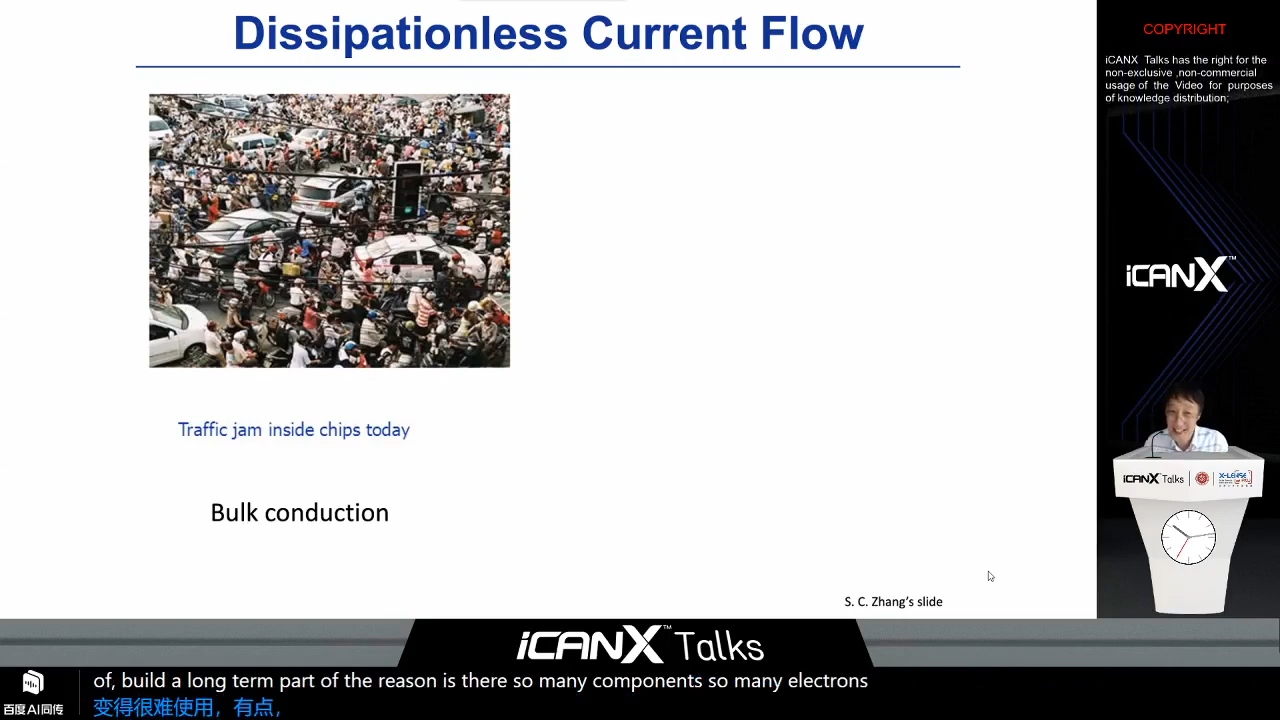 Dissipationless Current Flow
Traffic jam inside chips today
Bulk conduction
S. C. Zhang's slide
COPYRIGHT
iCANX Talks has the right for the
non-exclusive ,non-commercial
usage of the Video for purposes
of knowledge distribution;
iCANX™
iCANX Talks
iCANX™ Talks
of, build a long term part of the reason is there so many components so many electrons
变得很难使用，有点，
百度AI同传